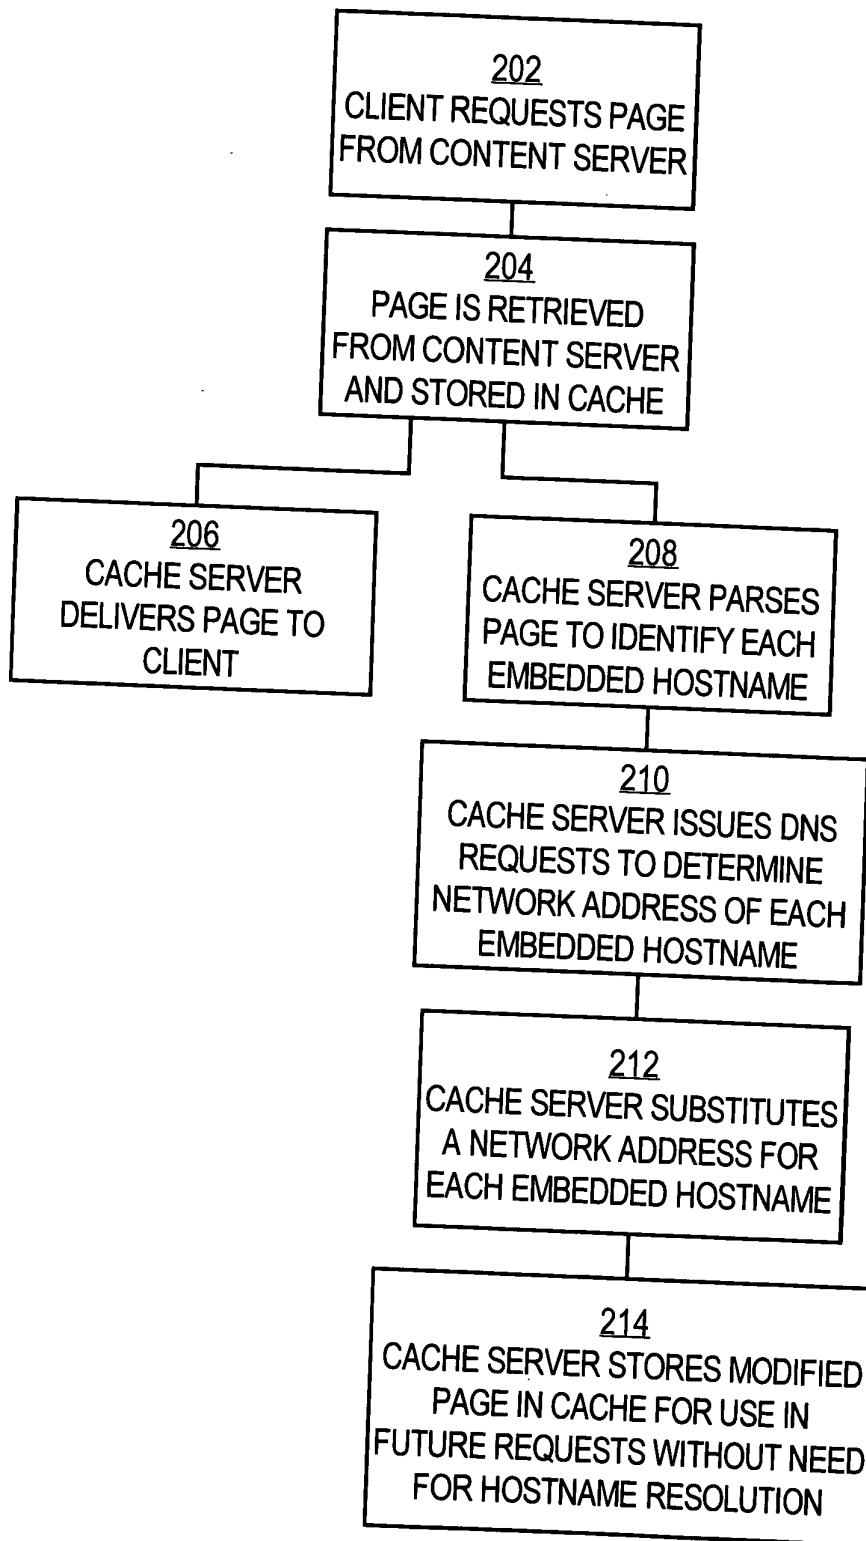 202
CLIENT REQUESTS PAGE
FROM CONTENT SERVER
204
PAGE IS RETRIEVED
FROM CONTENT SERVER
AND STORED IN CACHE
206
CACHE SERVER
DELIVERS PAGE TO
CLIENT
208
CACHE SERVER PARSES
PAGE TO IDENTIFY EACH
EMBEDDED HOSTNAME
210
CACHE SERVER ISSUES DNS
REQUESTS TO DETERMINE
NETWORK ADDRESS OF EACH
EMBEDDED HOSTNAME
212
CACHE SERVER SUBSTITUTES
A NETWORK ADDRESS FOR
EACH EMBEDDED HOSTNAME
214
CACHE SERVER STORES MODIFIED
PAGE IN CACHE FOR USE IN
FUTURE REQUESTS WITHOUT NEED
FOR HOSTNAME RESOLUTION